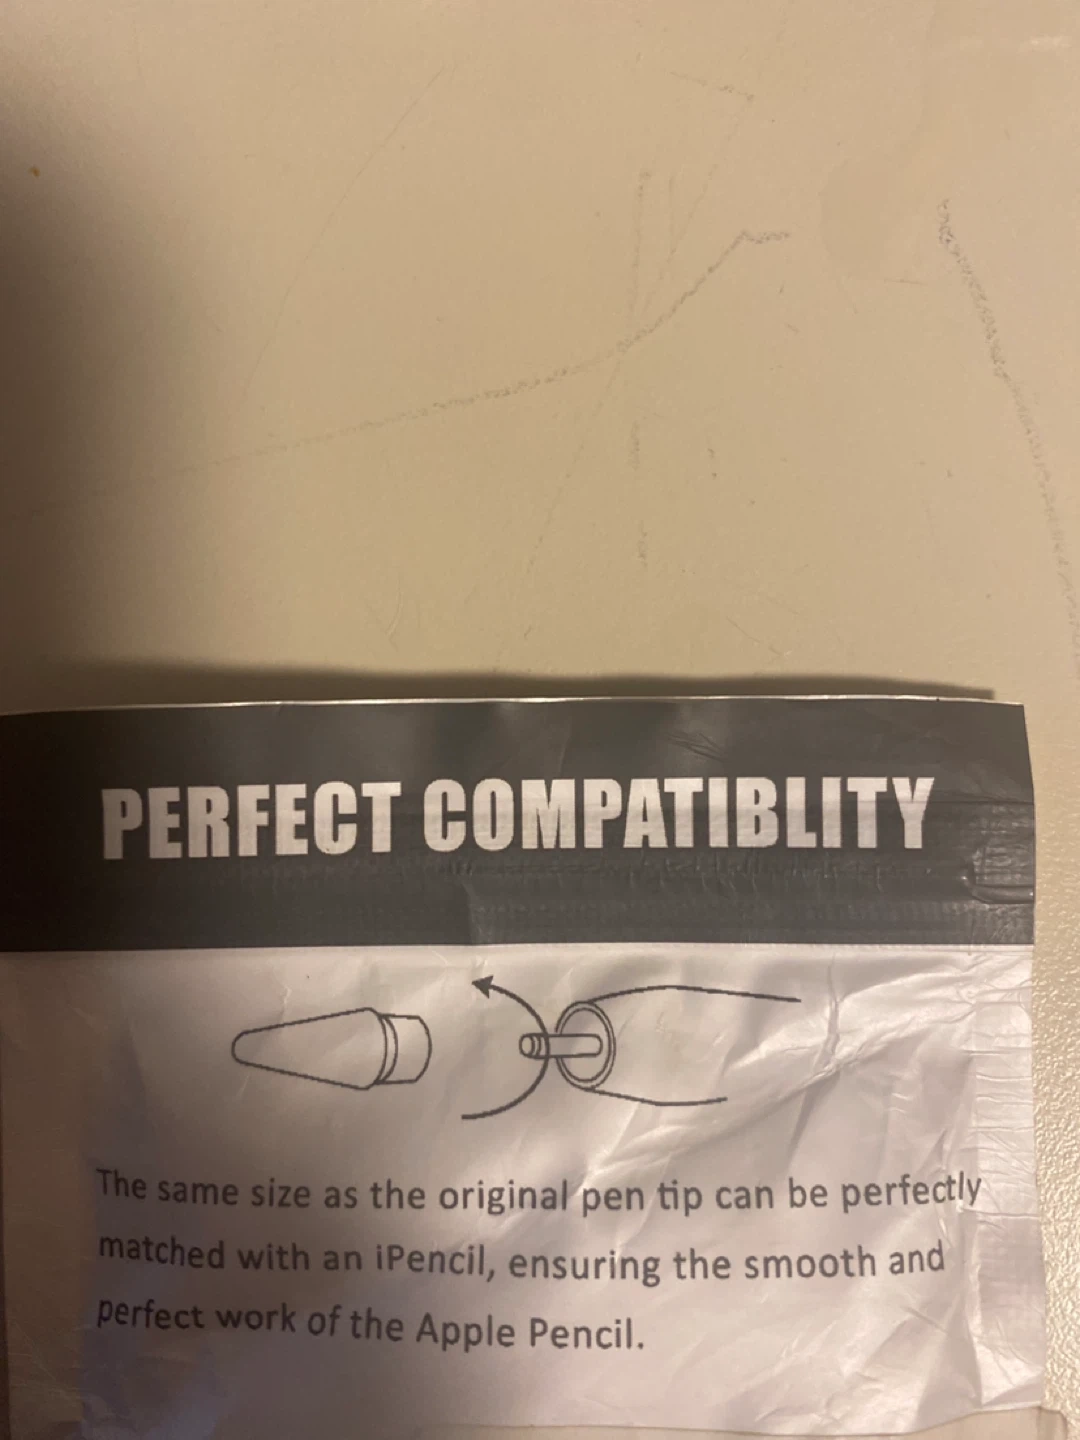 PERFECT COMPATIBLITY
The same size as the original pen tip can be perfectly
matched with an iPencil, ensuring the smooth and
perfect work of the Apple Pencil.